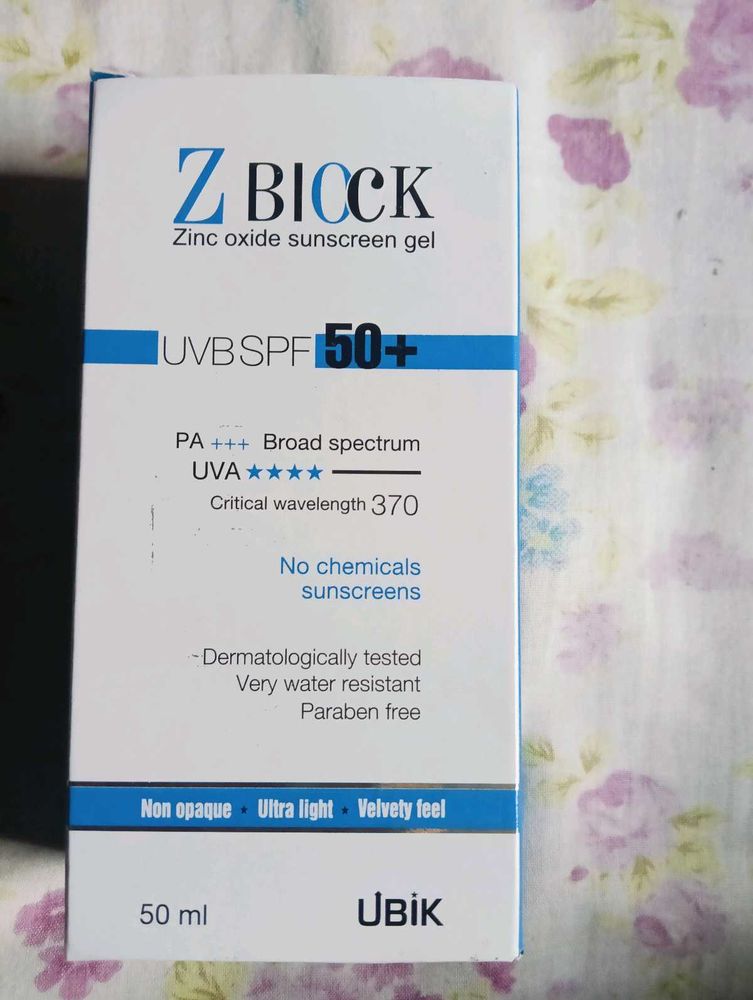 Z BlOCK
Zinc oxide sunscreen gel
UVB SPF 50+
PA +++ Broad spectrum
UVA ★★★★
Critical wavelength 370
No chemicals
sunscreens
Dermatologically tested
Very water resistant
Paraben free
Non opaque ★ Ultra light ★ Velvety feel
50 ml
UBiK